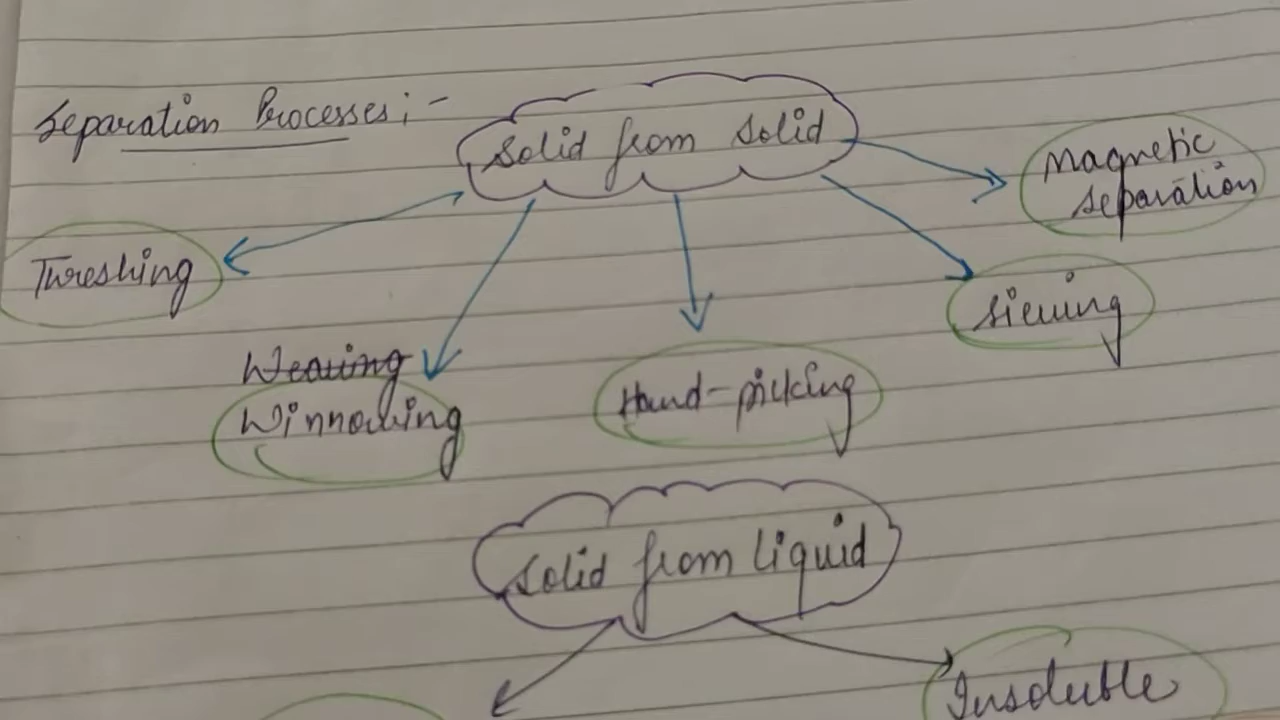 Separation Processes:-
Solid from Solid
Magnetic
Separation
Threshing
Sieving
Weaving
Winnowing
Hand-picking
Solid from Liquid
Insoluble